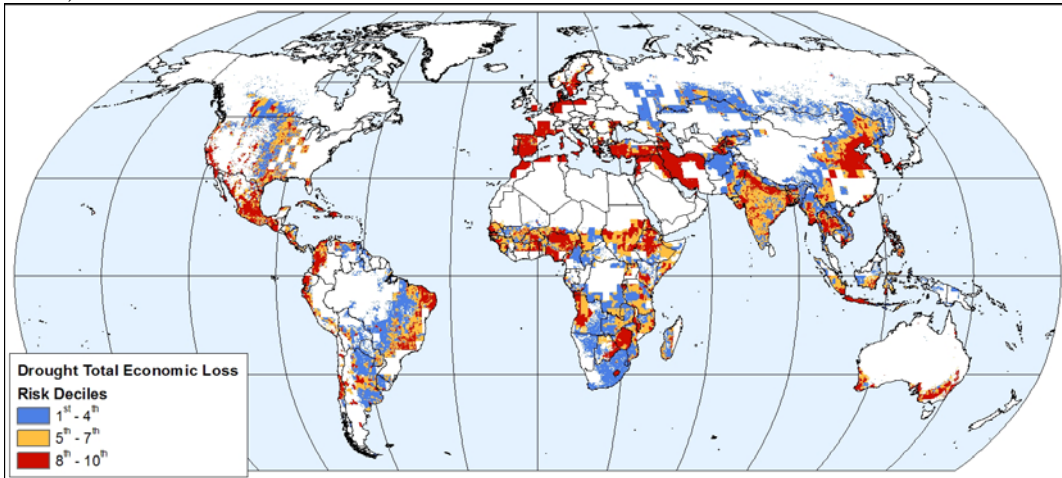 Drought Total Economic Loss
Risk Deciles
1st - 4th
5th - 7th
8th - 10th